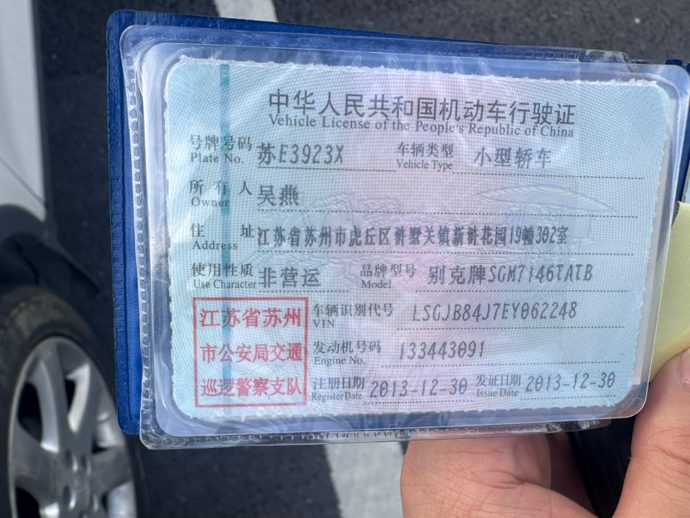 中华人民共和国机动车行驶证
Vehicle License of the People's Republic of China
号牌号码 苏E3923X 车辆类型 小型轿车
Plate No. Vehicle Type
所有人 吴燕
Owner
住址 江苏省苏州市虎丘区浒墅关镇新浒花园19幢302室
Address
使用性质 非营运 品牌型号 别克牌SGM7146TATB
Use Character Model
江苏省苏州
市公安局交通
巡逻警察支队
车辆识别代号 LSGJB84J7EY062248
VIN
发动机号码 133443091
Engine No.
注册日期 2013-12-30 发证日期 2013-12-30
Register Date Issue Date